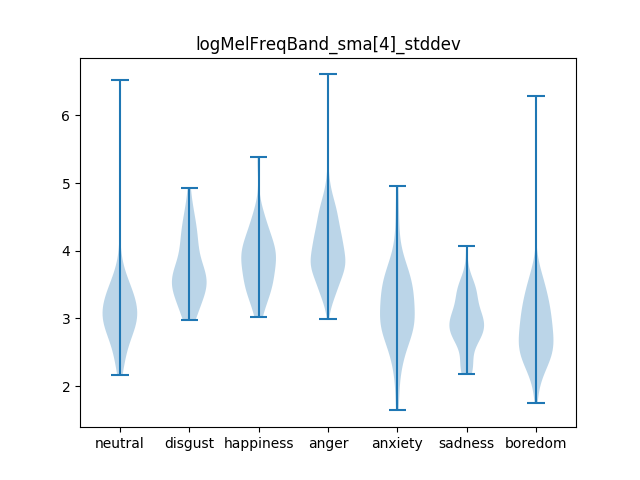 logMelFreqBand_sma[4]_stddev
6
5
4
3
2
neutral disgust happiness anger anxiety sadness boredom